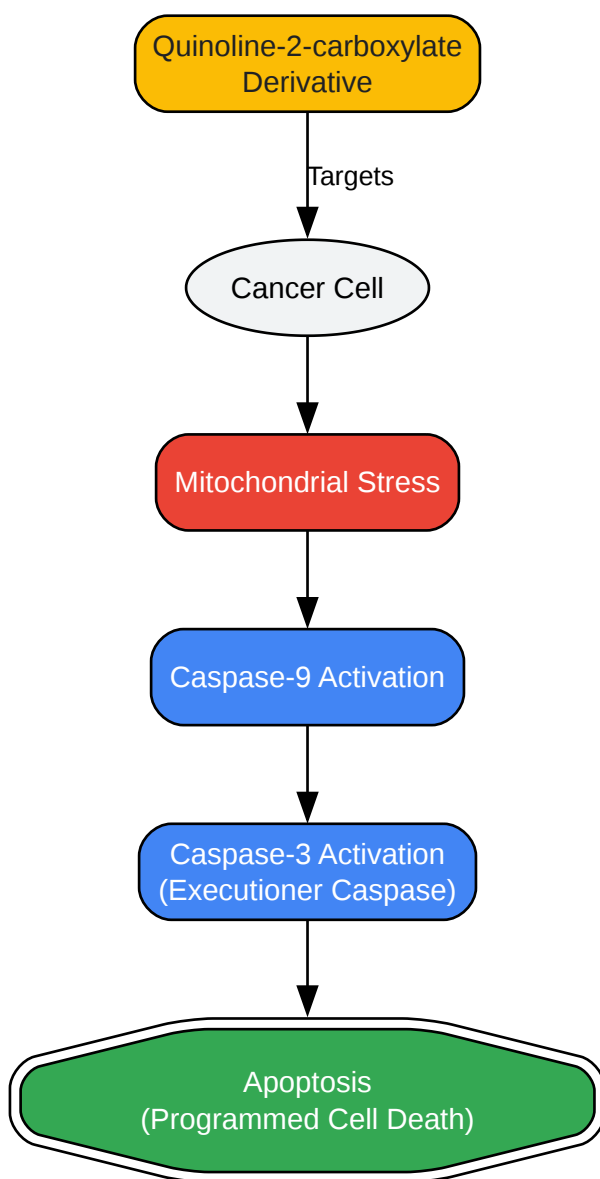 Quinoline-2-carboxylate
Derivative
Targets
Cancer Cell
Mitochondrial Stress
Caspase-9 Activation
Caspase-3 Activation
(Executioner Caspase)
Apoptosis
(Programmed Cell Death)